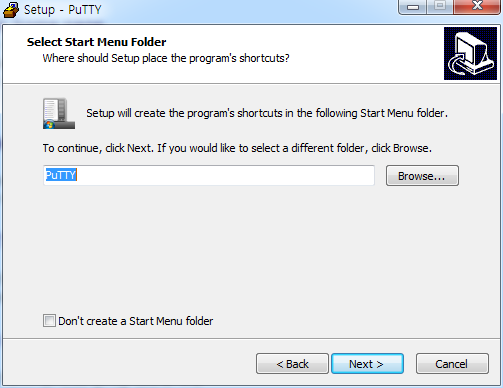 Setup - PuTTY
Select Start Menu Folder
Where should Setup place the program's shortcuts?
Setup will create the program's shortcuts in the following Start Menu folder.
To continue, click Next. If you would like to select a different folder, click Browse.
PuTTY
Browse...
Don't create a Start Menu folder
< Back
Next >
Cancel